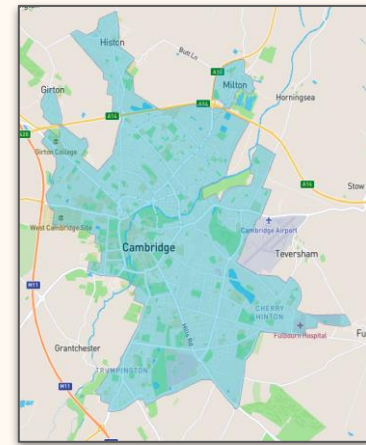 Histon
Butt Ln
Girton
A10
Milton
A14
Horningsea
A14
Girton College
A14
Stow
West Cambridge Site
Cambridge Airport
Cambridge
Teversham
M11
CHERRY
HINTON
Hills Rd
Fulbourn Hospital
Fu
Grantchester
TRUMPINGTON
M11